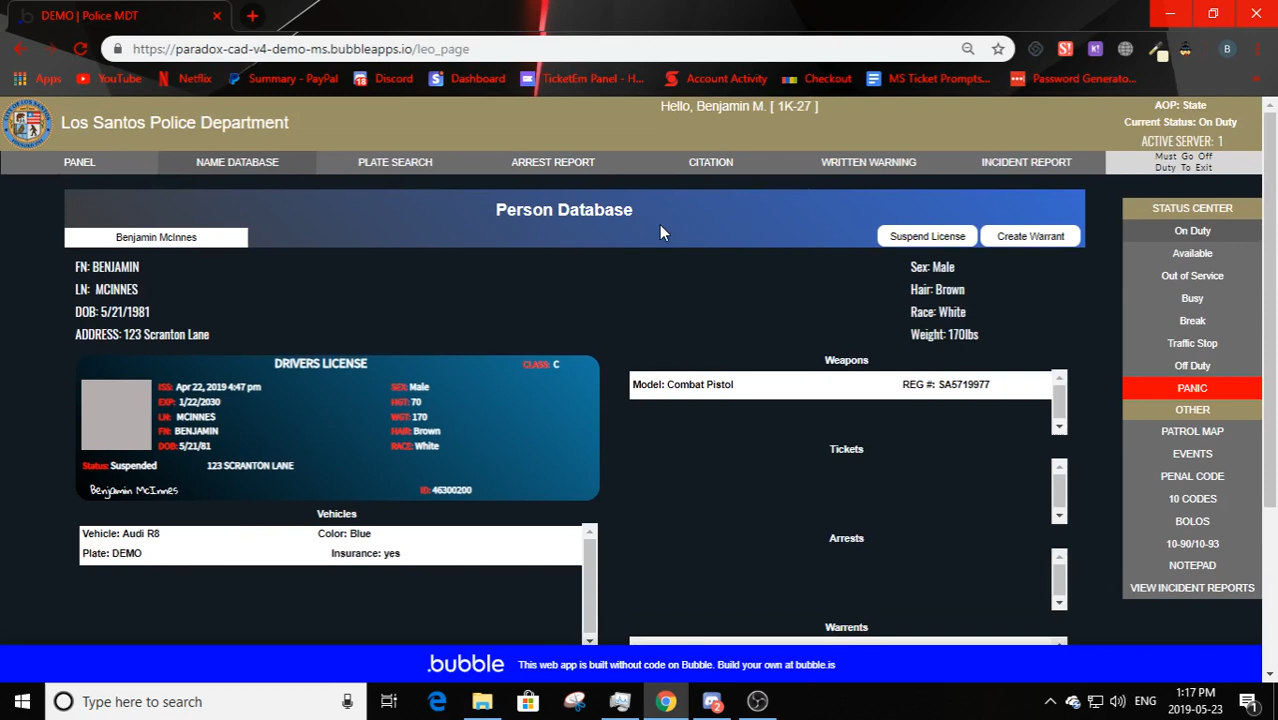 DEMO | Police MDT
https://paradox-cad-v4-demo-ms.bubbleapps.io/leo_page
B
Apps YouTube Netflix Summary - PayPal Discord Dashboard TicketEm Panel - H... Account Activity Checkout MS Ticket Prompts... Password Generato...
Los Santos Police Department
Hello, Benjamin M. [ 1K-27 ]
AOP: State
Current Status: On Duty
ACTIVE SERVER: 1
PANEL NAME DATABASE PLATE SEARCH ARREST REPORT CITATION WRITTEN WARNING INCIDENT REPORT
Must Go Off
Duty To Exit
Person Database
Benjamin McInnes
Suspend License Create Warrant
FN: BENJAMIN
LN: MCINNES
DOB: 5/21/1981
ADDRESS: 123 Scranton Lane
Sex: Male
Hair: Brown
Race: White
Weight: 170lbs
DRIVERS LICENSE CLASS: C
ISS: Apr 22, 2019 4:47 pm SEX: Male
EXP: 1/22/2030 HGT: 70
LN: MCINNES WGT: 170
FN: BENJAMIN HAIR: Brown
DOB: 5/21/81 RACE: White
Status: Suspended 123 SCRANTON LANE
Benjamin McInnes ID: 46300200
Vehicles
Vehicle: Audi R8 Color: Blue
Plate: DEMO Insurance: yes
Weapons
Model: Combat Pistol REG #: SA5719977
Tickets
Arrests
Warrents
STATUS CENTER
On Duty
Available
Out of Service
Busy
Break
Traffic Stop
Off Duty
PANIC
OTHER
PATROL MAP
EVENTS
PENAL CODE
10 CODES
BOLOS
10-90/10-93
NOTEPAD
VIEW INCIDENT REPORTS
.bubble This web app is built without code on Bubble. Build your own at bubble.is
Type here to search
2
ENG
1:17 PM
2019-05-23
1